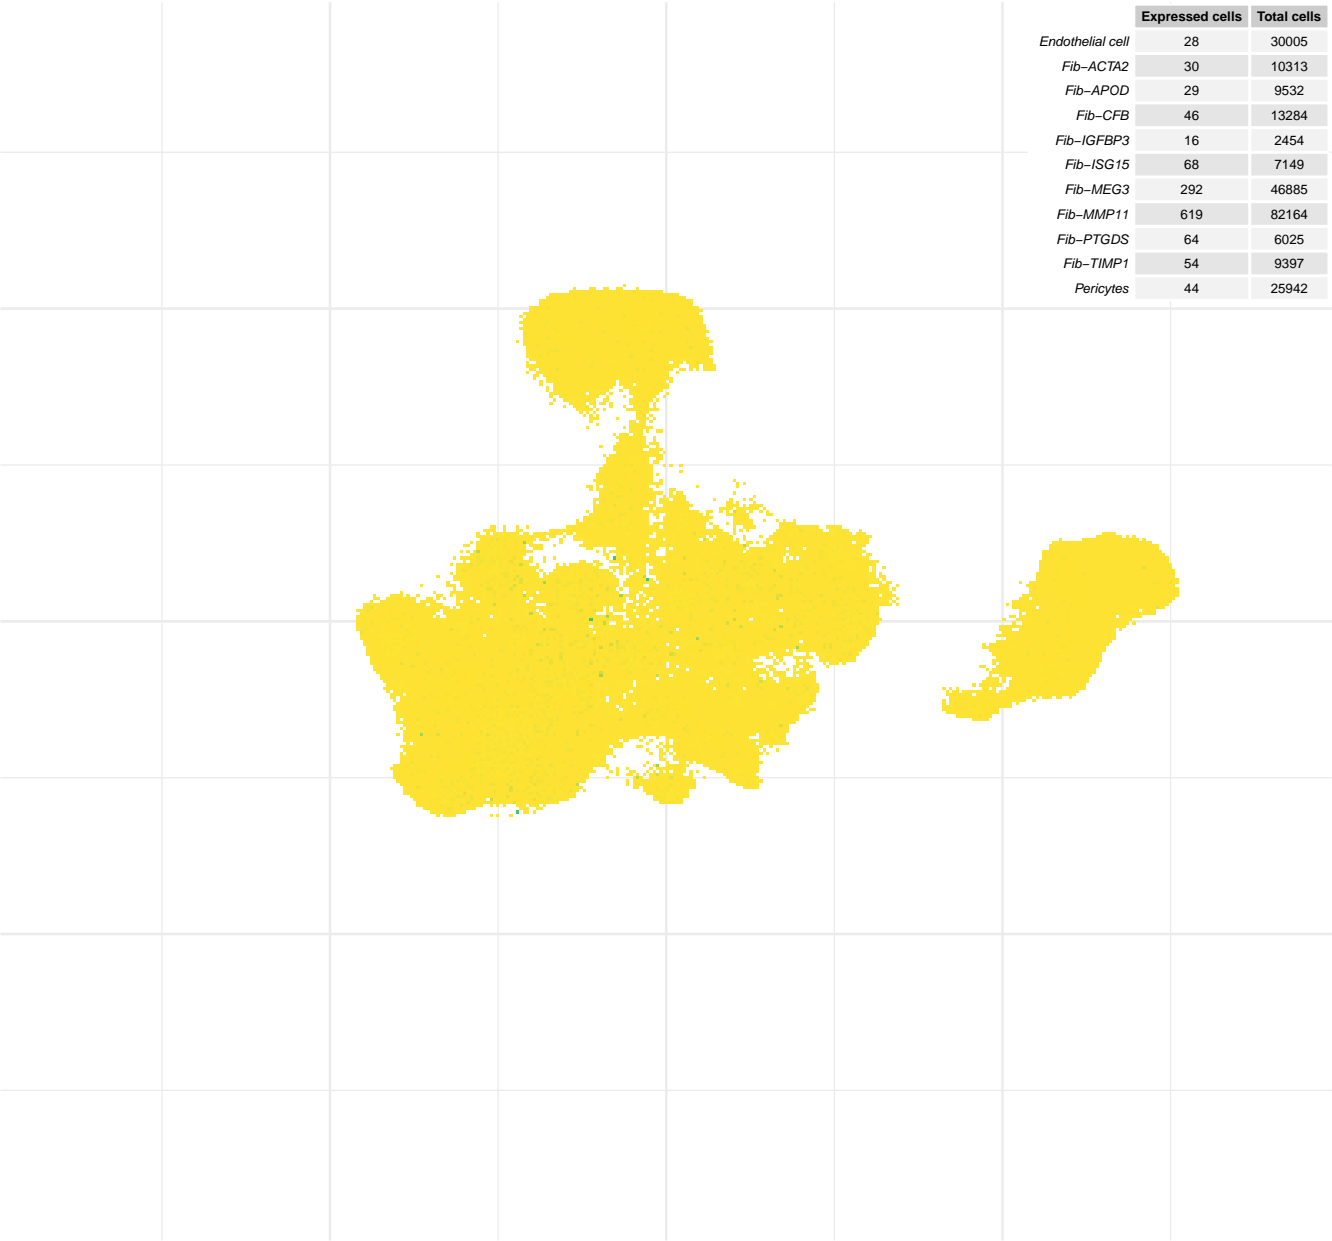 Expressed cells Total cells
Endothelial cell 28 30005
Fib−ACTA2 30 10313
Fib−APOD 29 9532
Fib−CFB 46 13284
Fib−IGFBP3 16 2454
Fib−ISG15 68 7149
Fib−MEG3 292 46885
Fib−MMP11 619 82164
Fib−PTGDS 64 6025
Fib−TIMP1 54 9397
Pericytes 44 25942